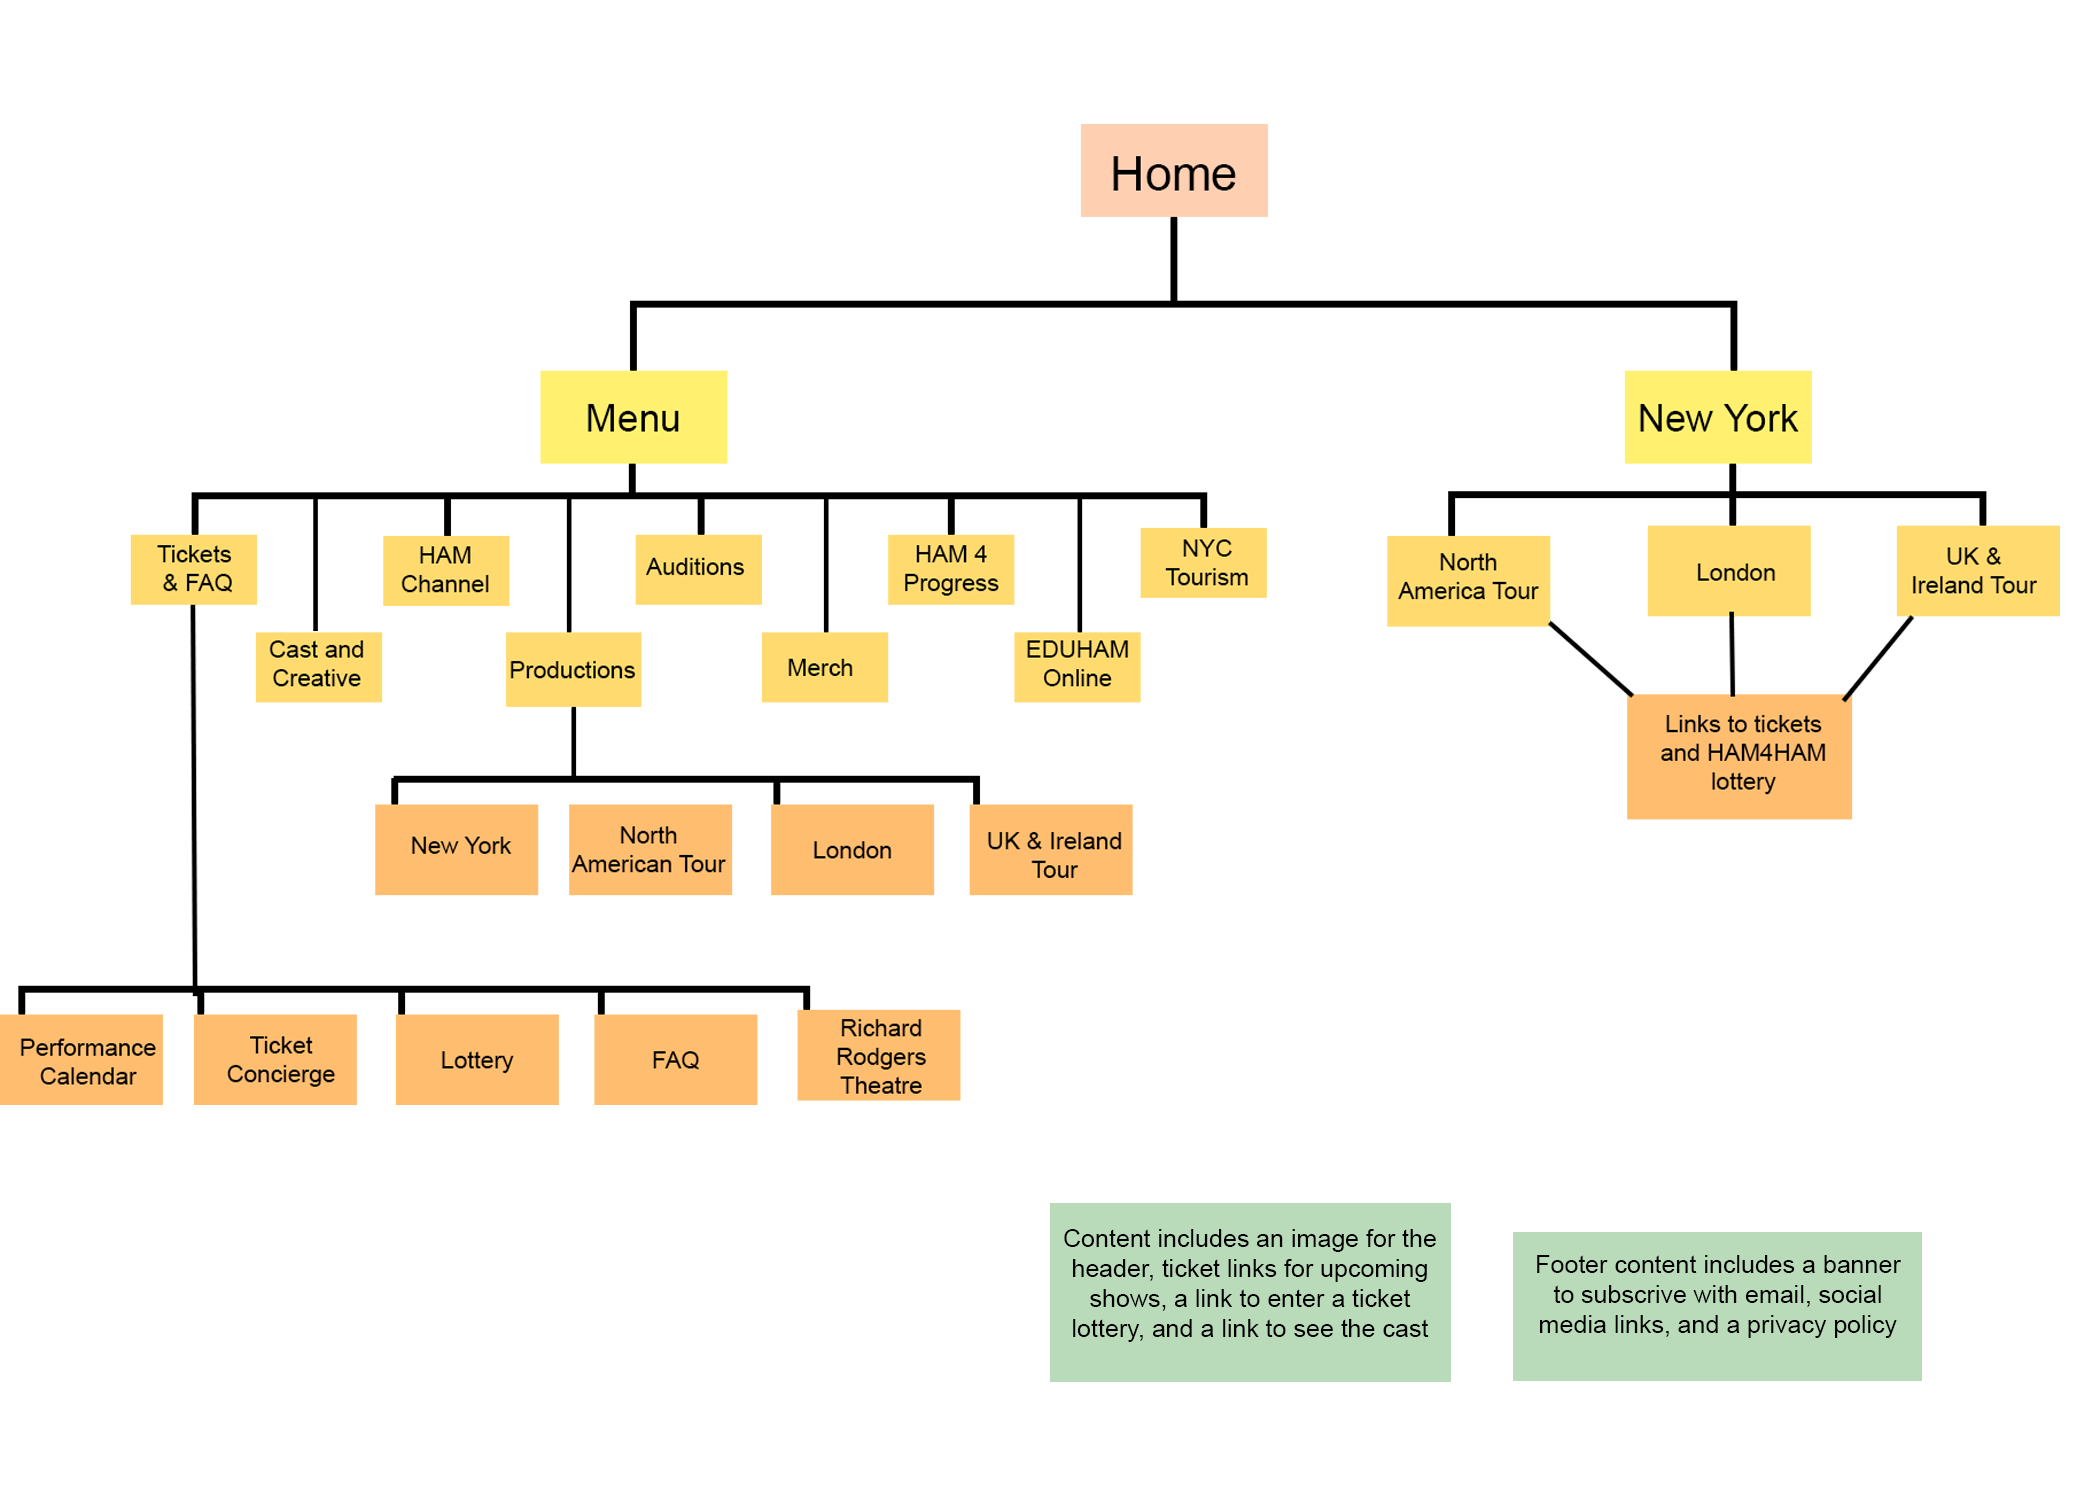 Home
Menu
New York
Tickets
& FAQ
HAM
Channel
Auditions
HAM 4
Progress
NYC
Tourism
Cast and
Creative
Productions
Merch
EDUHAM
Online
North
America Tour
London
UK &
Ireland Tour
Links to tickets
and HAM4HAM
lottery
New York
North
American Tour
London
UK & Ireland
Tour
Performance
Calendar
Ticket
Concierge
Lottery
FAQ
Richard
Rodgers
Theatre
Content includes an image for the
header, ticket links for upcoming
shows, a link to enter a ticket
lottery, and a link to see the cast
Footer content includes a banner
to subscrive with email, social
media links, and a privacy policy